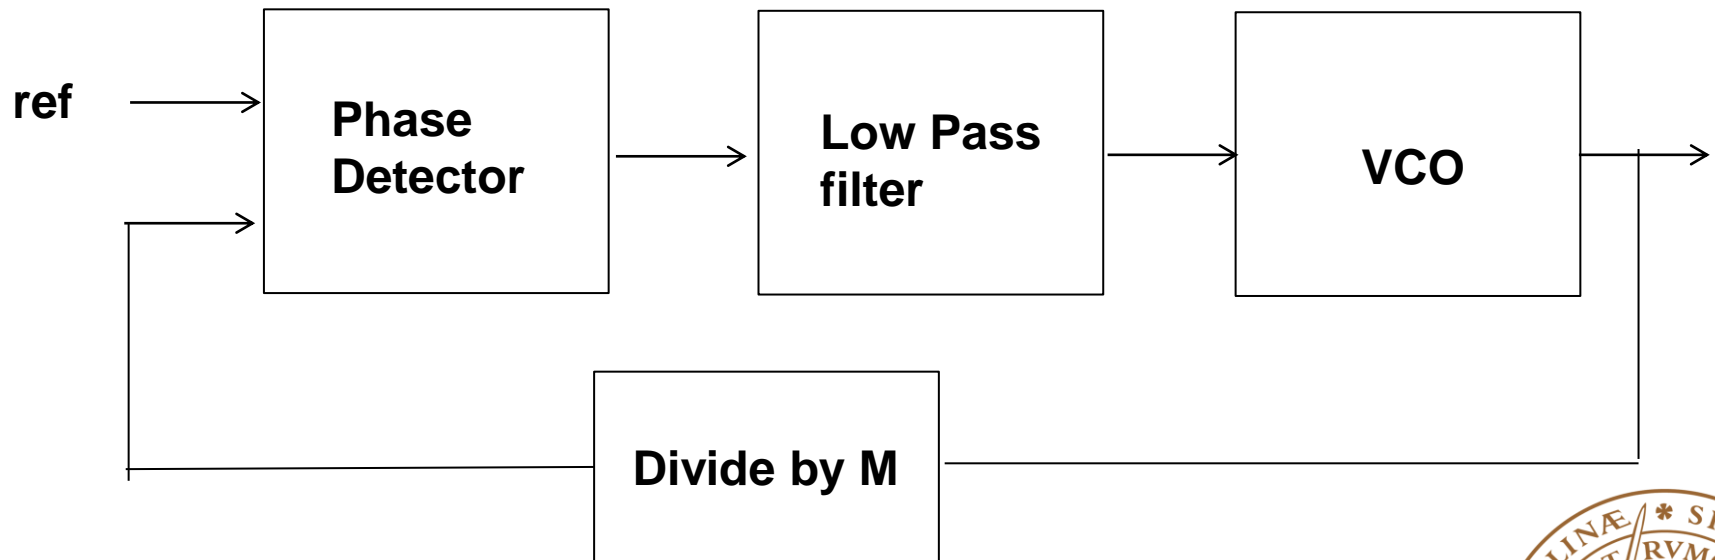 ref
Phase
Detector
Low Pass
filter
VCO
Divide by M